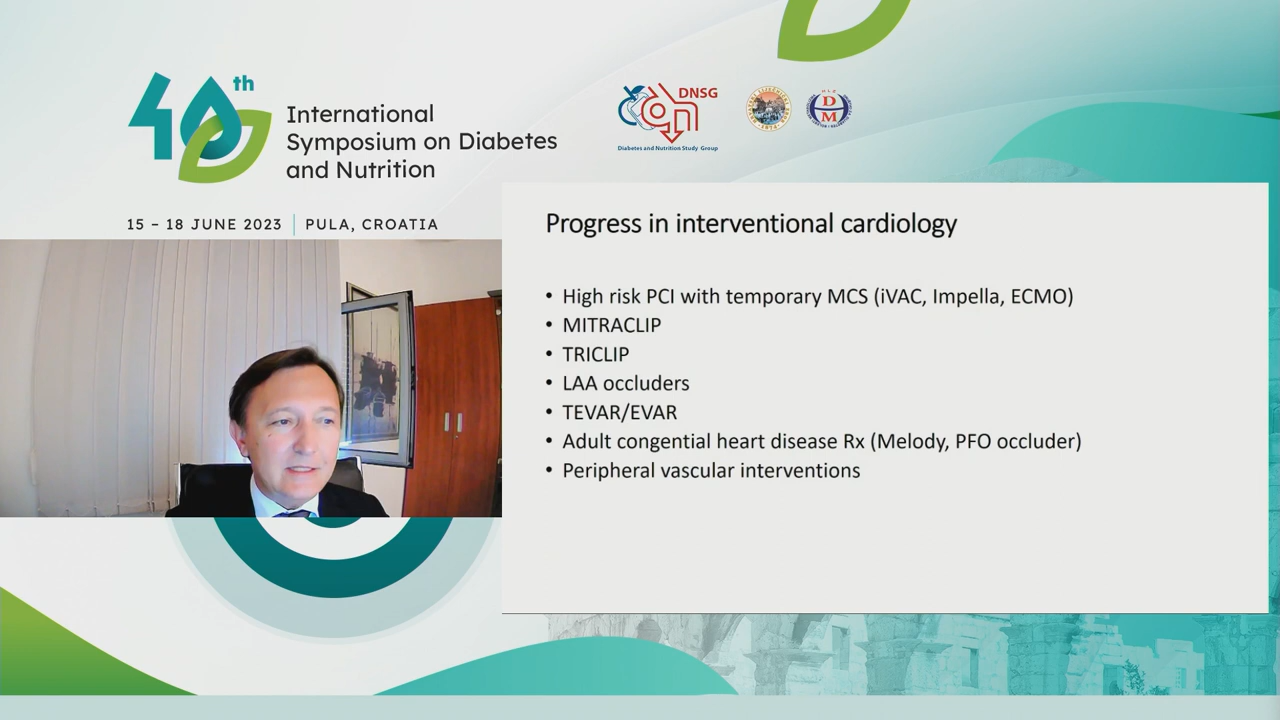 40th
International
Symposium on Diabetes
and Nutrition
15 – 18 JUNE 2023 | PULA, CROATIA
DNSG
Diabetes and Nutrition Study Group
D
M
Progress in interventional cardiology
• High risk PCI with temporary MCS (iVAC, Impella, ECMO)
• MITRACLIP
• TRICLIP
• LAA occluders
• TEVAR/EVAR
• Adult congential heart disease Rx (Melody, PFO occluder)
• Peripheral vascular interventions